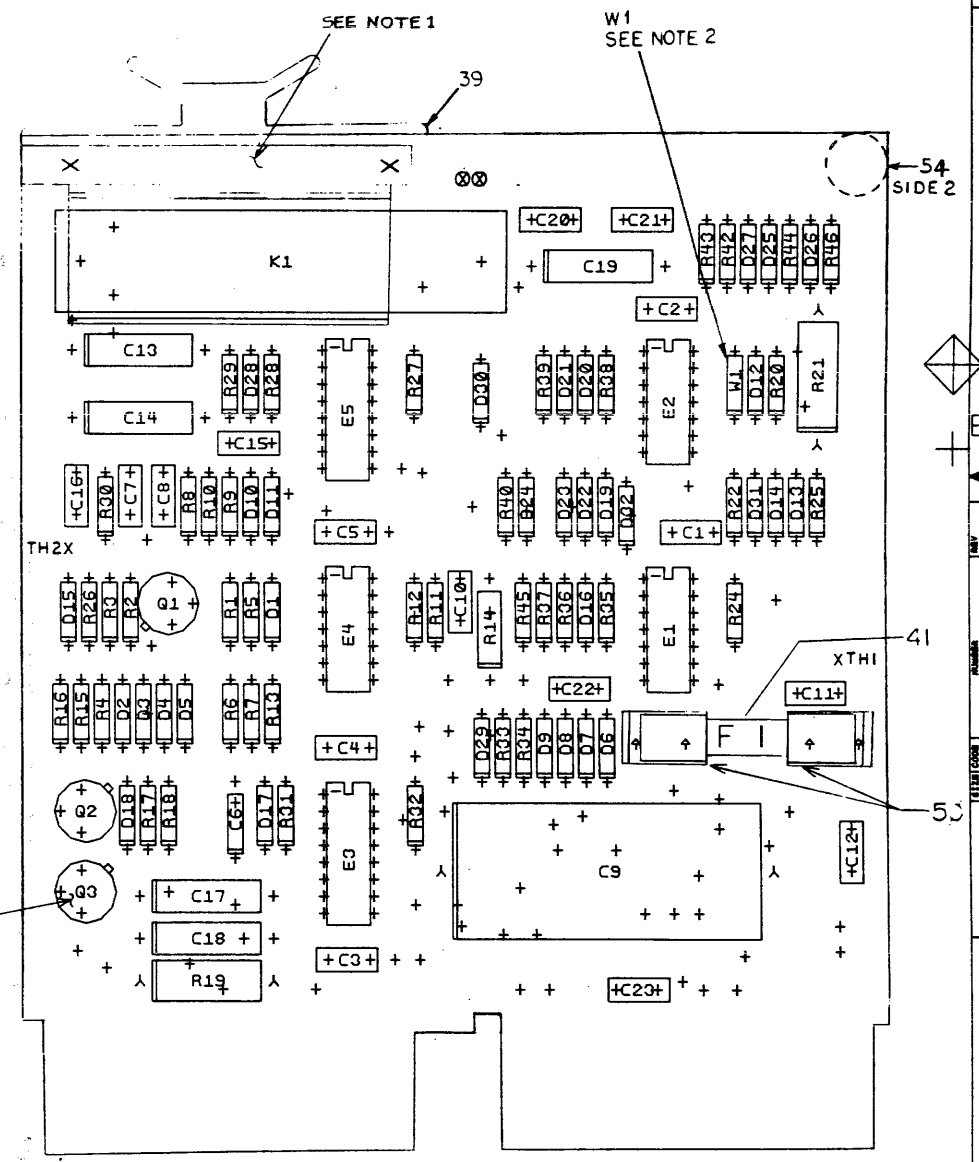 SEE NOTE 1
W1
SEE NOTE 2
39
54
SIDE 2
C20 C21
K1 C19 R43 R42 D27 D25 R44 D26 R46
C2
C13 R29 D28 R28 E5 R27 D30 R39 D21 D20 R38 E2 W1 D12 R20 R21
C14
C15
C16 R30 C7 C8 R8 R10 R9 D10 D11 R40 D24 D23 D22 D19 D32 R22 D31 D14 D13 R25
C5 C1
TH2X
D15 R26 R3 R2 Q1 R1 R5 D1 E4 R12 R11 C10 R14 R45 R37 R36 D16 R35 E1 R24
41
XTH1
C22 C11
R16 R15 R4 D2 D3 D4 D5 R6 R7 R13 D29 R33 R34 D9 D8 D7 D6 F 1
C4
Q2 D18 R17 R18 C6 D17 R31 E3 R32
C9 C12
Q3 C17
C18
C3
R19 C23
REV
NUMBER
SIZE CODE